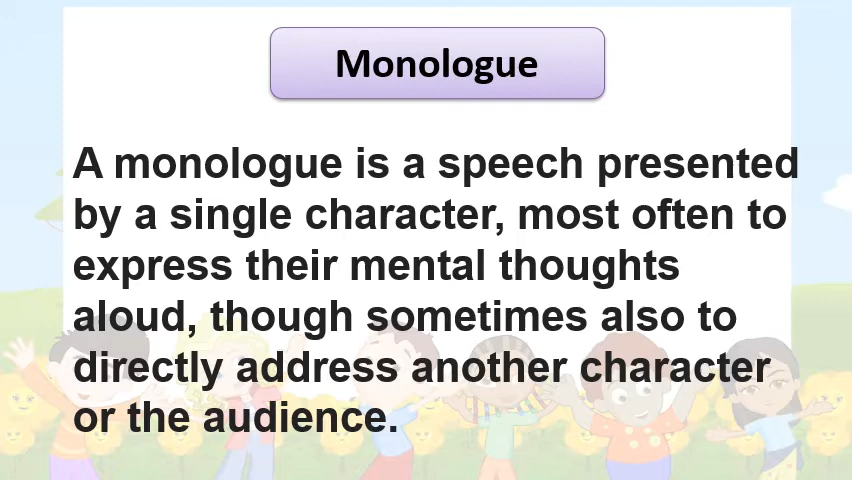 Monologue
A monologue is a speech presented
by a single character, most often to
express their mental thoughts
aloud, though sometimes also to
directly address another character
or the audience.